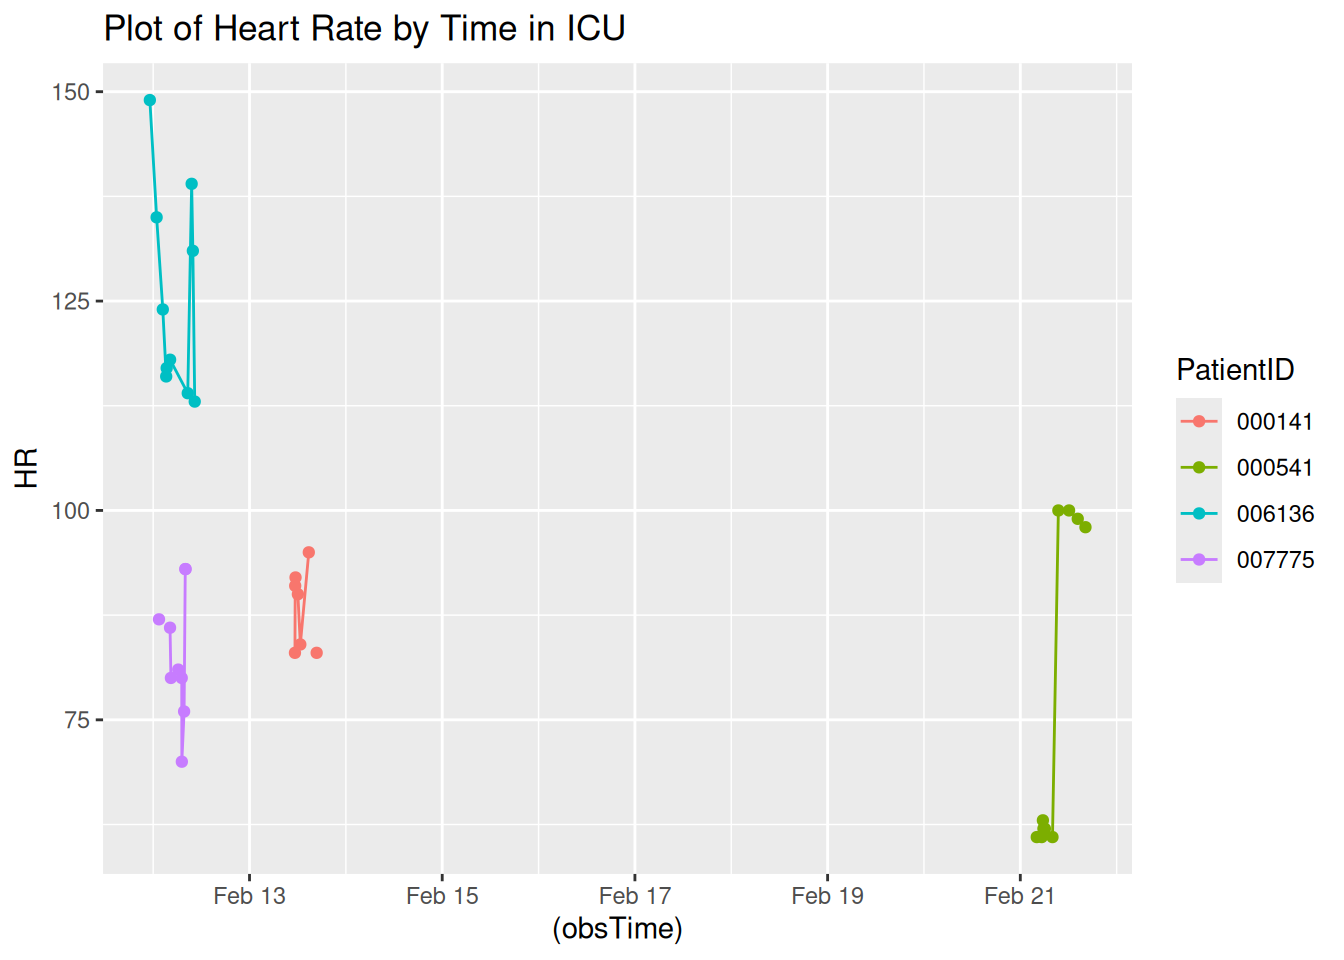 Plot of Heart Rate by Time in ICU
150
125
100
75
HR
Feb 13
Feb 15
Feb 17
Feb 19
Feb 21
(obsTime)
PatientID
000141
000541
006136
007775